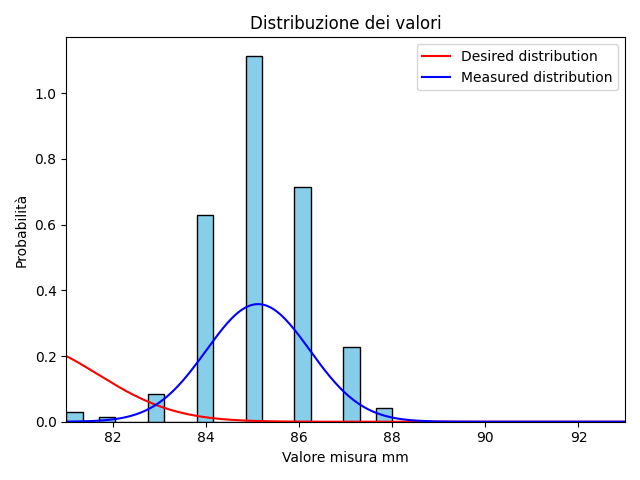 Distribuzione dei valori
Desired distribution
Measured distribution
Probabilità
1.0
0.8
0.6
0.4
0.2
0.0
82 84 86 88 90 92
Valore misura mm